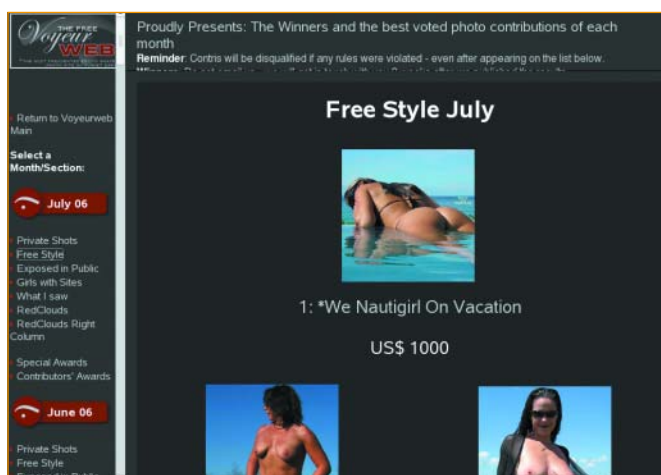 THE FREE
Voyeur
WEB
Return to Voyeurweb
Main
Select a
Month/Section:
July 06
Private Shots
Free Style
Exposed in Public
Girls with Sites
What I saw
RedClouds
RedClouds Right
Column
Special Awards
Contributors' Awards
June 06
Private Shots
Free Style
Proudly Presents: The Winners and the best voted photo contributions of each
month
Reminder: Contris will be disqualified if any rules were violated - even after appearing on the list below.
Free Style July
1: *We Nautigirl On Vacation
US$ 1000